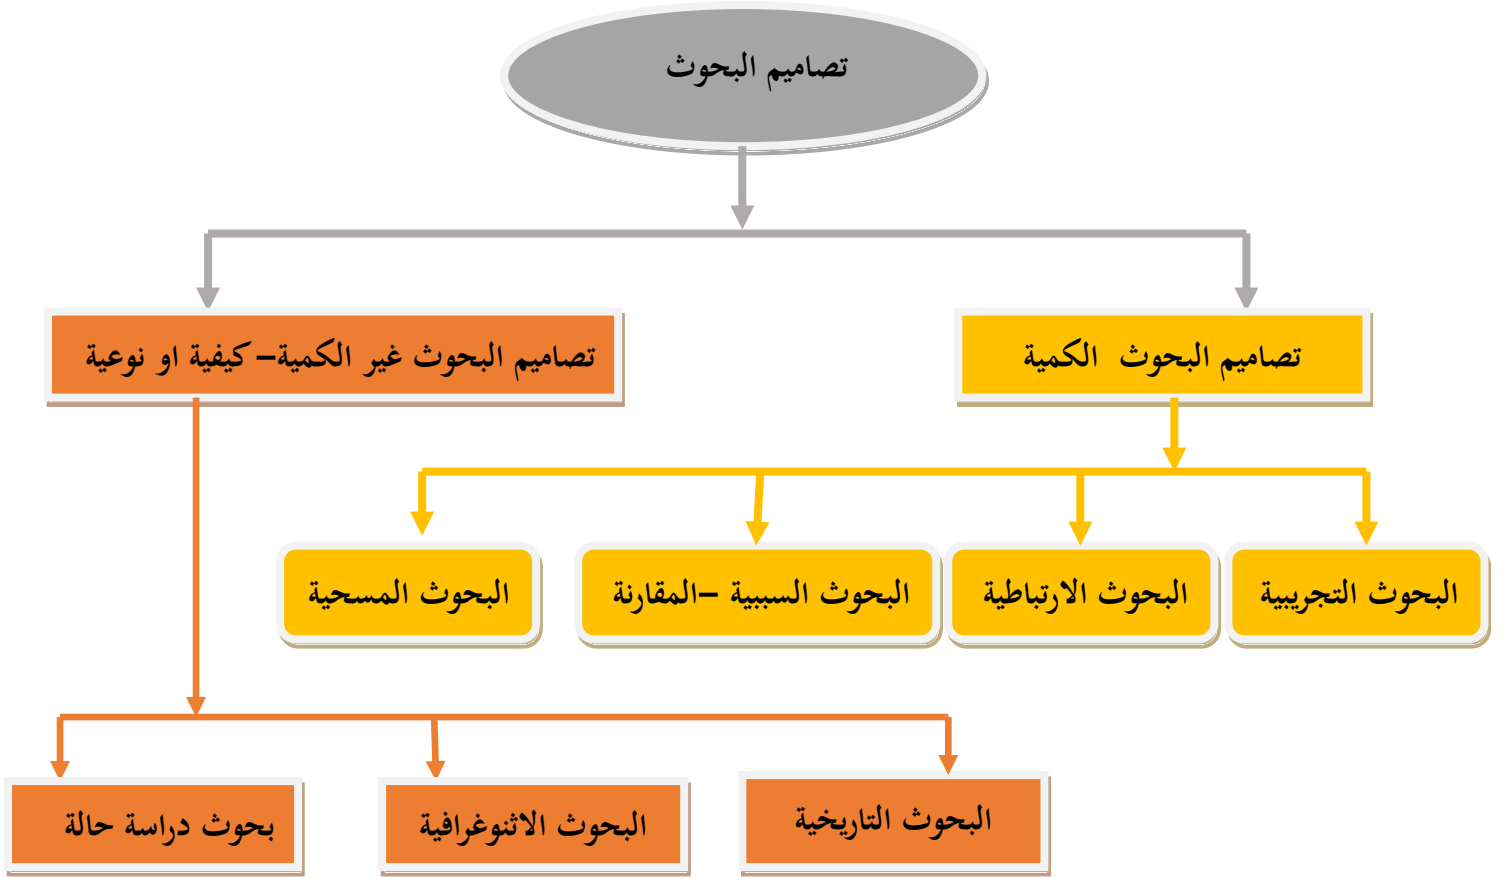 تصاميم البحوث
تصاميم البحوث الكمية
تصاميم البحوث غير الكمية– كيفية او نوعية
البحوث التجريبية
البحوث الارتباطية
البحوث السببية –المقارنة
البحوث المسحية
البحوث التاريخية
البحوث الاثنوغرافية
بحوث دراسة حالة